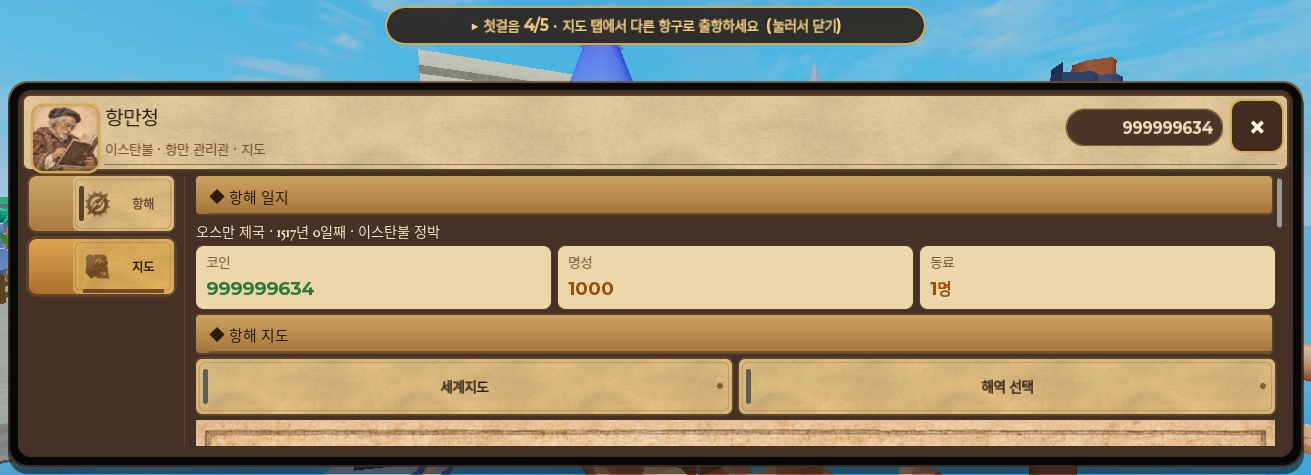 ▸ 첫걸음 4/5 · 지도 탭에서 다른 항구로 출항하세요 (눌러서 닫기)
항만청
이스탄불 · 항만 관리관 · 지도
999999634
×
항해
지도
◆ 항해 일지
오스만 제국 · 1517년 0일째 · 이스탄불 정박
코인
999999634
명성
1000
동료
1명
◆ 항해 지도
세계지도
해역 선택